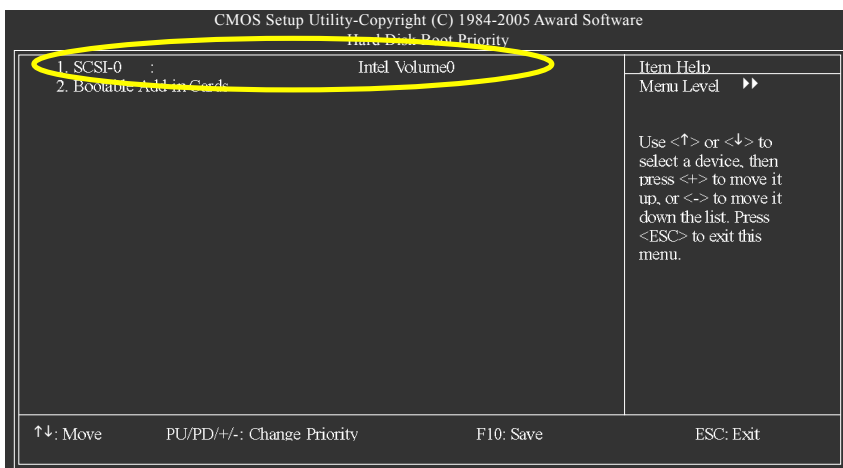 CMOS Setup Utility-Copyright (C) 1984-2005 Award Software
Hard Disk Boot Priority
1. SCSI-0 : Intel Volume0
2. Bootable Add-in Cards
Item Help
Menu Level ▶▶
Use <↑> or <↓> to
select a device, then
press <+> to move it
up, or <-> to move it
down the list. Press
<ESC> to exit this
menu.
↑↓: Move PU/PD/+/-: Change Priority F10: Save ESC: Exit